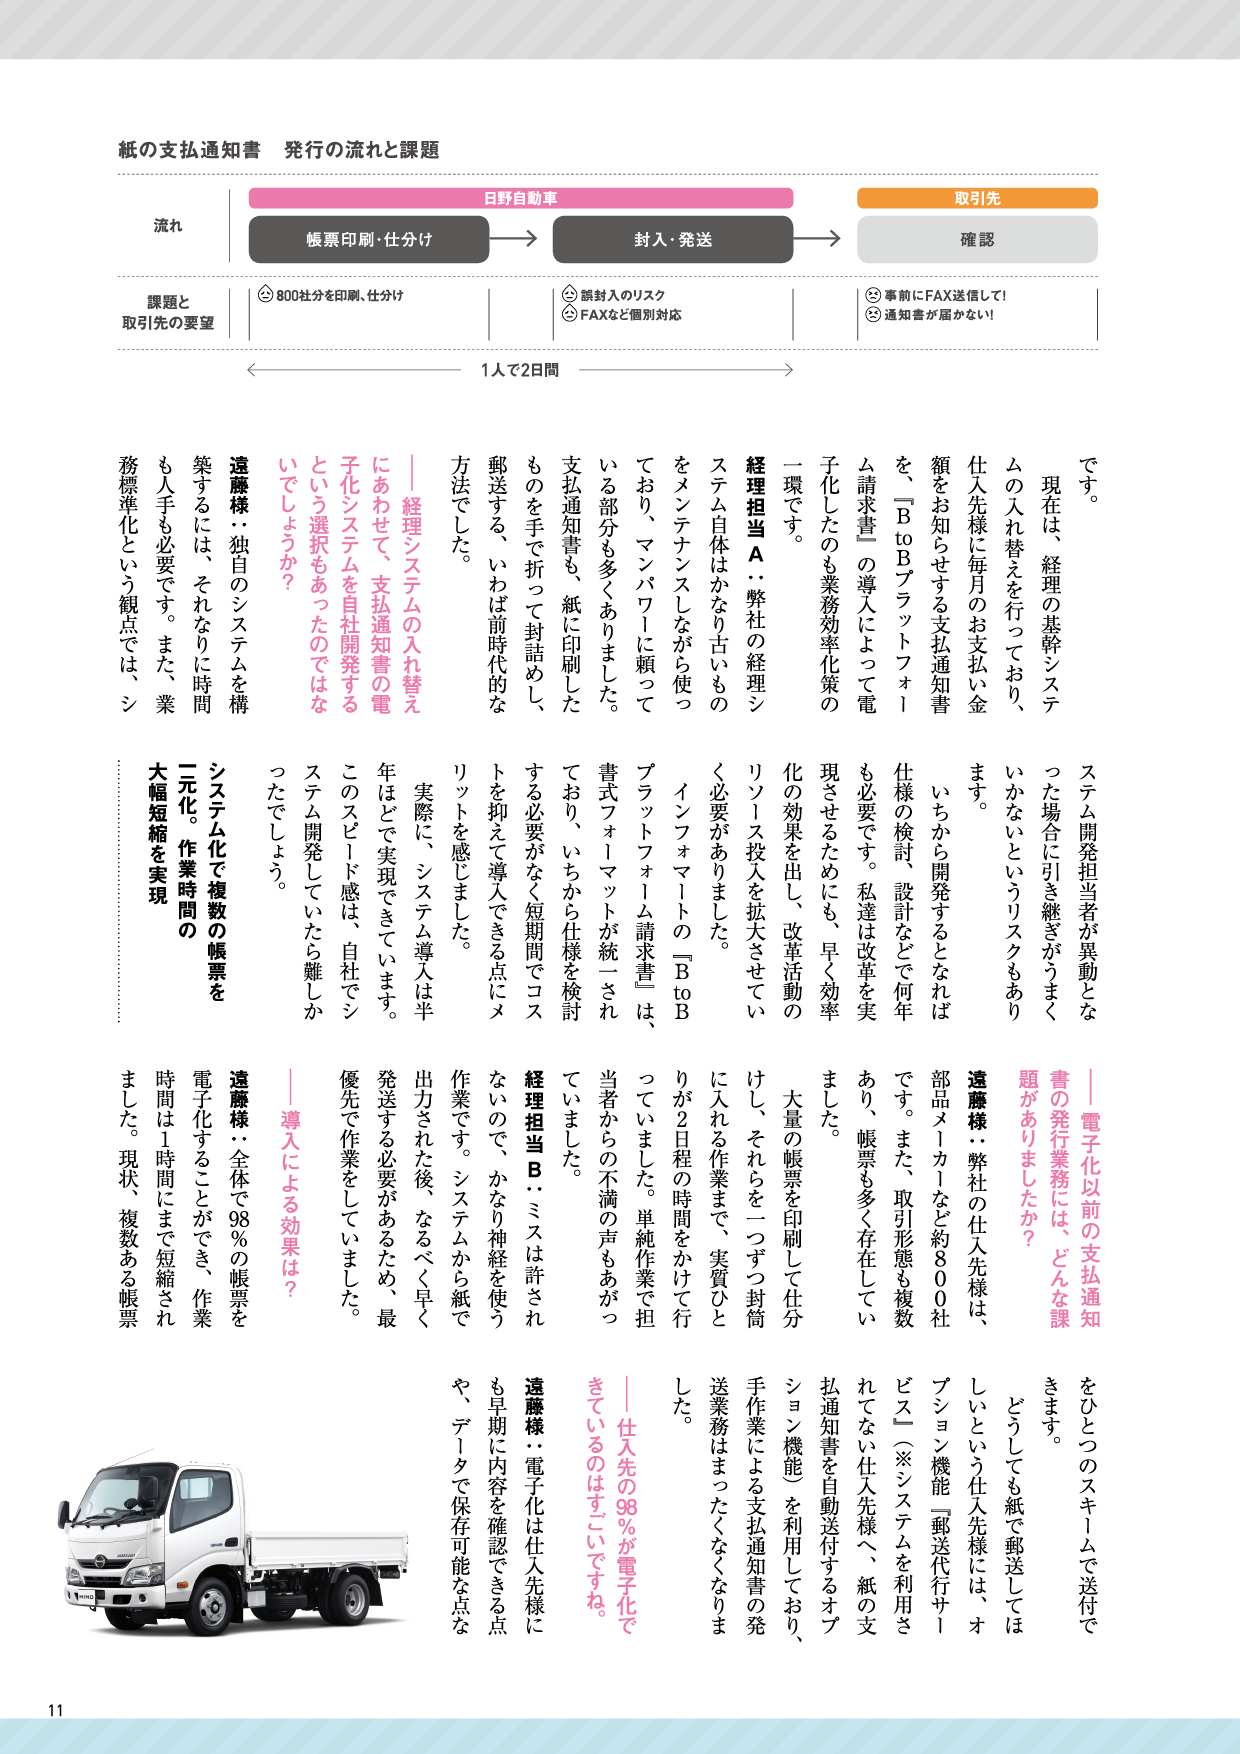 紙の支払通知書　発行の流れと課題
流れ
日野自動車
取引先
帳票印刷・仕分け
封入・発送
確認
課題と
取引先の要望
800社分を印刷、仕分け
誤封入のリスク
FAXなど個別対応
事前にFAX送信して！
通知書が届かない！
1人で2日間
です。
　現在は、経理の基幹システ
ムの入れ替えを行っており、
仕入先様に毎月のお支払い金
額をお知らせする支払通知書
を、『BtoBプラットフォー
ム請求書』の導入によって電
子化したのも業務効率化策の
一環です。
経理担当A：弊社の経理シ
ステム自体はかなり古いもの
をメンテナンスしながら使っ
ており、マンパワーに頼って
いる部分も多くありました。
支払通知書も、紙に印刷した
ものを手で折って封詰めし、
郵送する、いわば前時代的な
方法でした。
――経理システムの入れ替え
にあわせて、支払通知書の電
子化システムを自社開発する
という選択もあったのではな
いでしょうか？
遠藤様：独自のシステムを構
築するには、それなりに時間
も人手も必要です。また、業
務標準化という観点では、シ
ステム開発担当者が異動とな
った場合に引き継ぎがうまく
いかないというリスクもあり
ます。
　いちから開発するとなれば
仕様の検討、設計などで何年
も必要です。私達は改革を実
現させるためにも、早く効率
化の効果を出し、改革活動の
リソース投入を拡大させてい
く必要がありました。
　インフォマートの『BtoB
プラットフォーム請求書』は、
書式フォーマットが統一され
ており、いちから仕様を検討
する必要がなく短期間でコス
トを抑えて導入できる点にメ
リットを感じました。
　実際に、システム導入は半
年ほどで実現できています。
このスピード感は、自社でシ
ステム開発していたら難しか
ったでしょう。
システム化で複数の帳票を
一元化。作業時間の
大幅短縮を実現
――電子化以前の支払通知
書の発行業務には、どんな課
題がありましたか？
遠藤様：弊社の仕入先様は、
部品メーカーなど約800社
です。また、取引形態も複数
あり、帳票も多く存在してい
ました。
　大量の帳票を印刷して仕分
けし、それらを一つずつ封筒
に入れる作業まで、実質ひと
りが2日程の時間をかけて行
っていました。単純作業で担
当者からの不満の声もあがっ
ていました。
経理担当B：ミスは許され
ないので、かなり神経を使う
作業です。システムから紙で
出力された後、なるべく早く
発送する必要があるため、最
優先で作業をしていました。
――導入による効果は？
遠藤様：全体で98％の帳票を
電子化することができ、作業
時間は1時間にまで短縮され
ました。現状、複数ある帳票
をひとつのスキームで送付で
きます。
　どうしても紙で郵送してほ
しいという仕入先様には、オ
プション機能『郵送代行サー
ビス』（※システムを利用さ
れてない仕入先様へ、紙の支
払通知書を自動送付するオプ
ション機能）を利用しており、
手作業による支払通知書の発
送業務はまったくなくなりま
した。
――仕入先の98％が電子化で
きているのはすごいですね。
遠藤様：電子化は仕入先様に
も早期に内容を確認できる点
や、データで保存可能な点な
HINO
11